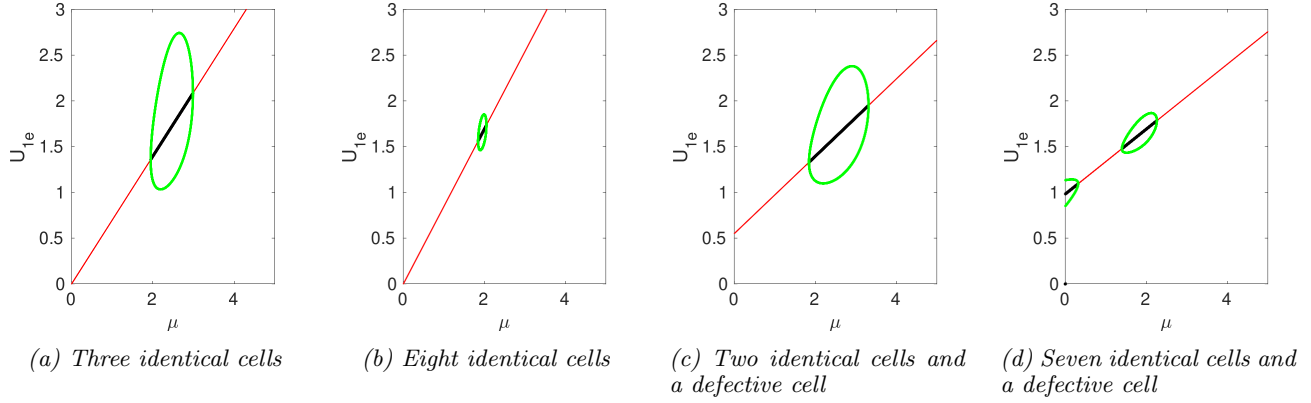 3
2.5
2
1.5
1
0.5
0
U1e
0 2 4
μ
(a) Three identical cells
3
2.5
2
1.5
1
0.5
0
U1e
0 2 4
μ
(b) Eight identical cells
3
2.5
2
1.5
1
0.5
0
U1e
0 2 4
μ
(c) Two identical cells and
a defective cell
3
2.5
2
1.5
1
0.5
0
U1e
0 2 4
μ
(d) Seven identical cells and
a defective cell